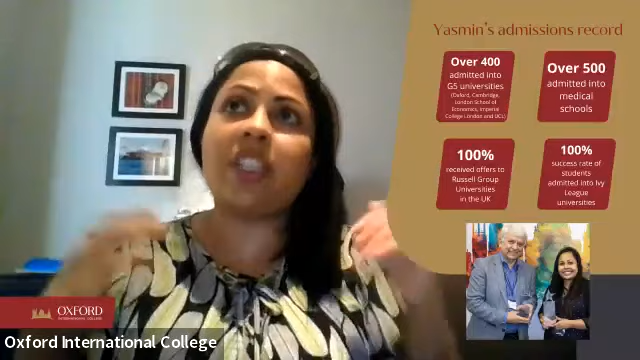 Yasmin's admissions record
Over 400
admitted into
G5 universities
(Oxford, Cambridge,
London School of
Economics, Imperial
College London and UCL)
Over 500
admitted into
medical
schools
100%
received offers to
Russell Group
Universities
in the UK
100%
success rate of
students
admitted into Ivy
League
universities
OXFORD
INTERNATIONAL COLLEGE
Oxford International College